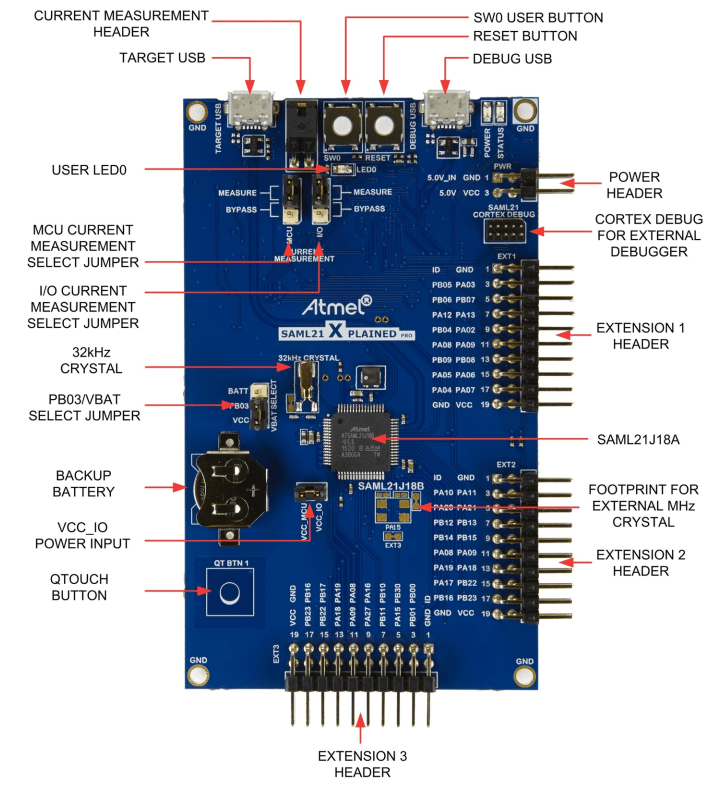 CURRENT MEASUREMENT
HEADER
SW0 USER BUTTON
RESET BUTTON
TARGET USB
DEBUG USB
GND
TARGET USB
SW0
RESET
DEBUG USB
POWER
STATUS
GND
USER LED0
LED0
PWR
5.0V_IN GND 1
5.0V VCC 3
POWER
HEADER
MEASURE
BYPASS
MEASURE
BYPASS
MCU
I/O
CURRENT
MEASUREMENT
SAML21
CORTEX DEBUG
CORTEX DEBUG
FOR EXTERNAL
DEBUGGER
MCU CURRENT
MEASUREMENT
SELECT JUMPER
I/O CURRENT
MEASUREMENT
SELECT JUMPER
EXT1
ID GND 1
PB05 PA03 3
PB06 PB07 5
PA12 PA13 7
PB04 PA02 9
PA08 PA09 11
PB09 PB08 13
PA05 PA06 15
PA04 PA07 17
GND VCC 19
EXTENSION 1
HEADER
Atmel®
SAML21 XPLAINED PRO
32kHz
CRYSTAL
32kHz CRYSTAL
PB03/VBAT
SELECT JUMPER
BATT
PB03
VCC
VBAT SELECT
Atmel
ATSAML21J18B
1520 B ARM
SAML21J18A
BACKUP
BATTERY
SAML21J18B
VCC_IO
POWER INPUT
VCC_MCU
VCC_IO
PA15
EXT3
FOOTPRINT FOR
EXTERNAL MHz
CRYSTAL
EXT2
ID GND 1
PA10 PA11 3
PA20 PA21 5
PB12 PB13 7
PB14 PB15 9
PA08 PA09 11
PA19 PA18 13
PA17 PB22 15
PB16 PB23 17
GND VCC 19
EXTENSION 2
HEADER
QTOUCH
BUTTON
QT BTN 1
VCC GND
PB23 PB16
PB22 PB17
PA18 PA19
PA09 PA08
PA27 PA16
PB11 PB10
PA15 PB30
PB01 PB00
GND ID
19 17 15 13 11 9 7 5 3 1
EXT3
GND
GND
EXTENSION 3
HEADER